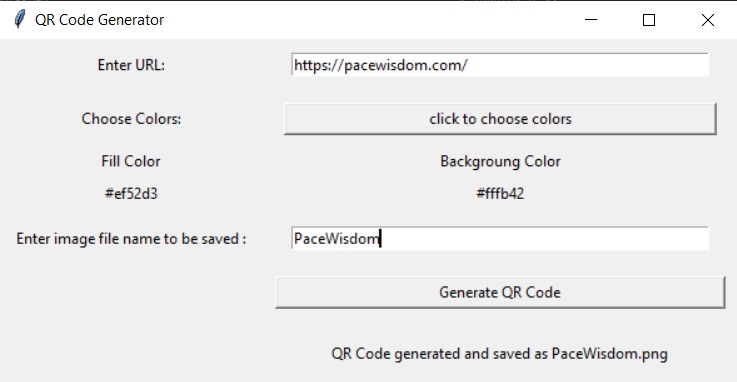 QR Code Generator
Enter URL: https://pacewisdom.com/
Choose Colors: click to choose colors
Fill Color Backgroung Color
#ef52d3 #fffb42
Enter image file name to be saved : PaceWisdom
Generate QR Code
QR Code generated and saved as PaceWisdom.png